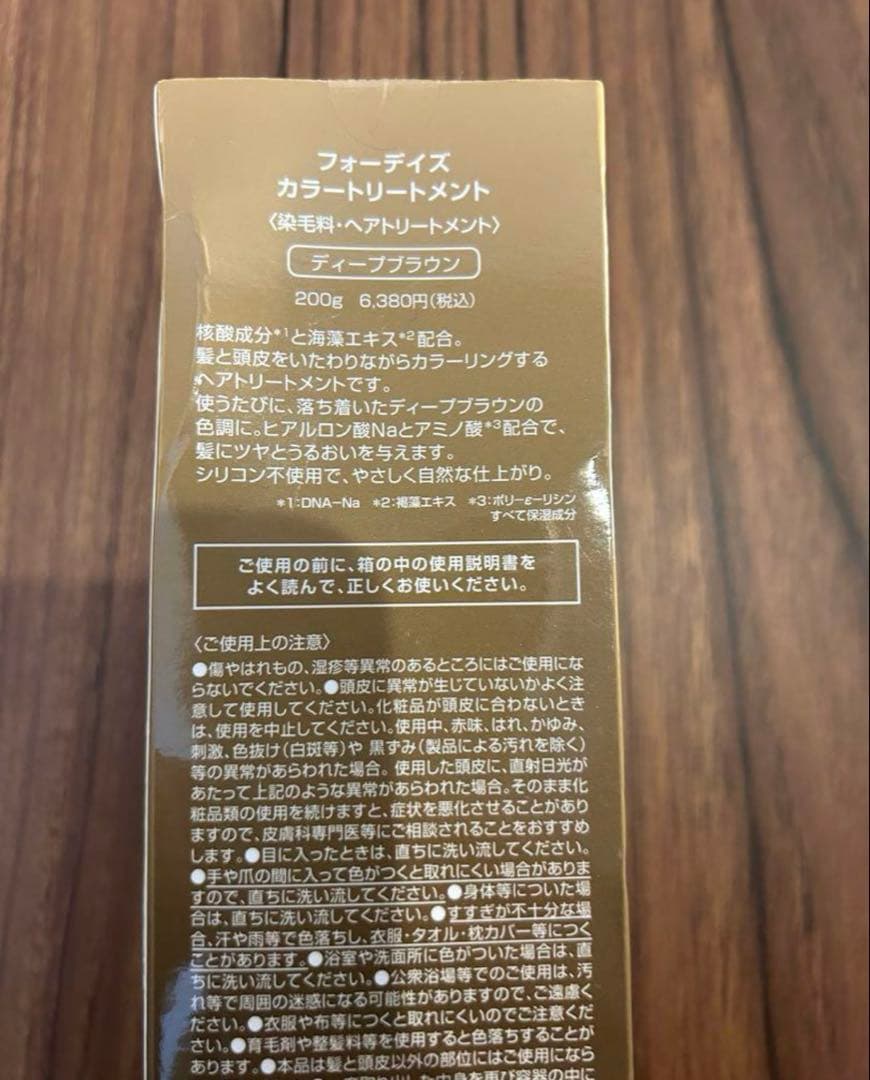 フォーデイズ
カラートリートメント
〈染毛料・ヘアトリートメント〉
ディープブラウン
200g 6,380円(税込)
核酸成分*1と海藻エキス*2配合。
髪と頭皮をいたわりながらカラーリングする
ヘアトリートメントです。
使うたびに、落ち着いたディープブラウンの
色調に。ヒアルロン酸Naとアミノ酸*3配合で、
髪にツヤとうるおいを与えます。
シリコン不使用で、やさしく自然な仕上がり。
*1:DNA-Na *2:褐藻エキス *3:ポリ-ε-リシン
すべて保湿成分
ご使用の前に、箱の中の使用説明書を
よく読んで、正しくお使いください。
〈ご使用上の注意〉
●傷やはれもの、湿疹等異常のあるところにはご使用にな
らないでください。●頭皮に異常が生じていないかよく注
意して使用してください。化粧品が頭皮に合わないとき
は、使用を中止してください。使用中、赤味、はれ、かゆみ、
刺激、色抜け(白斑等)や 黒ずみ(製品による汚れを除く)
等の異常があらわれた場合。使用した頭皮に、直射日光が
あたって上記のような異常があらわれた場合。そのまま化
粧品類の使用を続けますと、症状を悪化させることがあり
ますので、皮膚科専門医等にご相談されることをおすすめ
します。●目に入ったときは、直ちに洗い流してください。
●手や爪の間に入って色がつくと取れにくい場合がありま
すので、直ちに洗い流してください。●身体等についた場
合は、直ちに洗い流してください。●すすぎが不十分な場
合、汗や雨等で色落ちし、衣服・タオル・枕カバー等につく
ことがあります。●浴室や洗面所に色がついた場合は、直
ちに洗い流してください。●公衆浴場等でのご使用は、汚
れ等で周囲の迷惑になる可能性がありますので、ご遠慮く
ださい。●衣服や布等につくと取れにくいのでご注意くだ
さい。●育毛剤や整髪料等を使用すると色落ちすることが
あります。●本品は髪と頭皮以外の部位にはご使用になら
取り出した中身を再び容器の中に